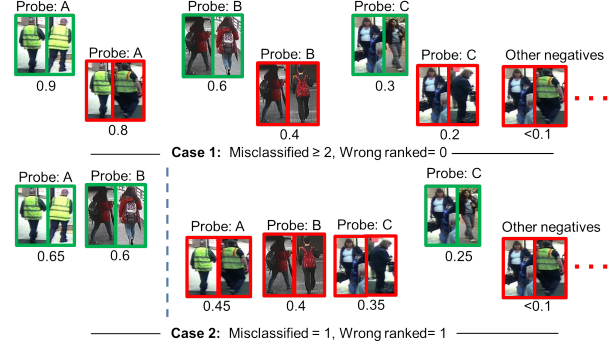 Probe: A
Probe: A
Probe: B
Probe: B
Probe: C
Probe: C
Other negatives
0.9
0.8
0.6
0.4
0.3
0.2
<0.1
Case 1: Misclassified ≥ 2, Wrong ranked= 0
Probe: A
Probe: B
Probe: A
Probe: B
Probe: C
Probe: C
Other negatives
0.65
0.6
0.45
0.4
0.35
0.25
<0.1
Case 2: Misclassified = 1, Wrong ranked= 1